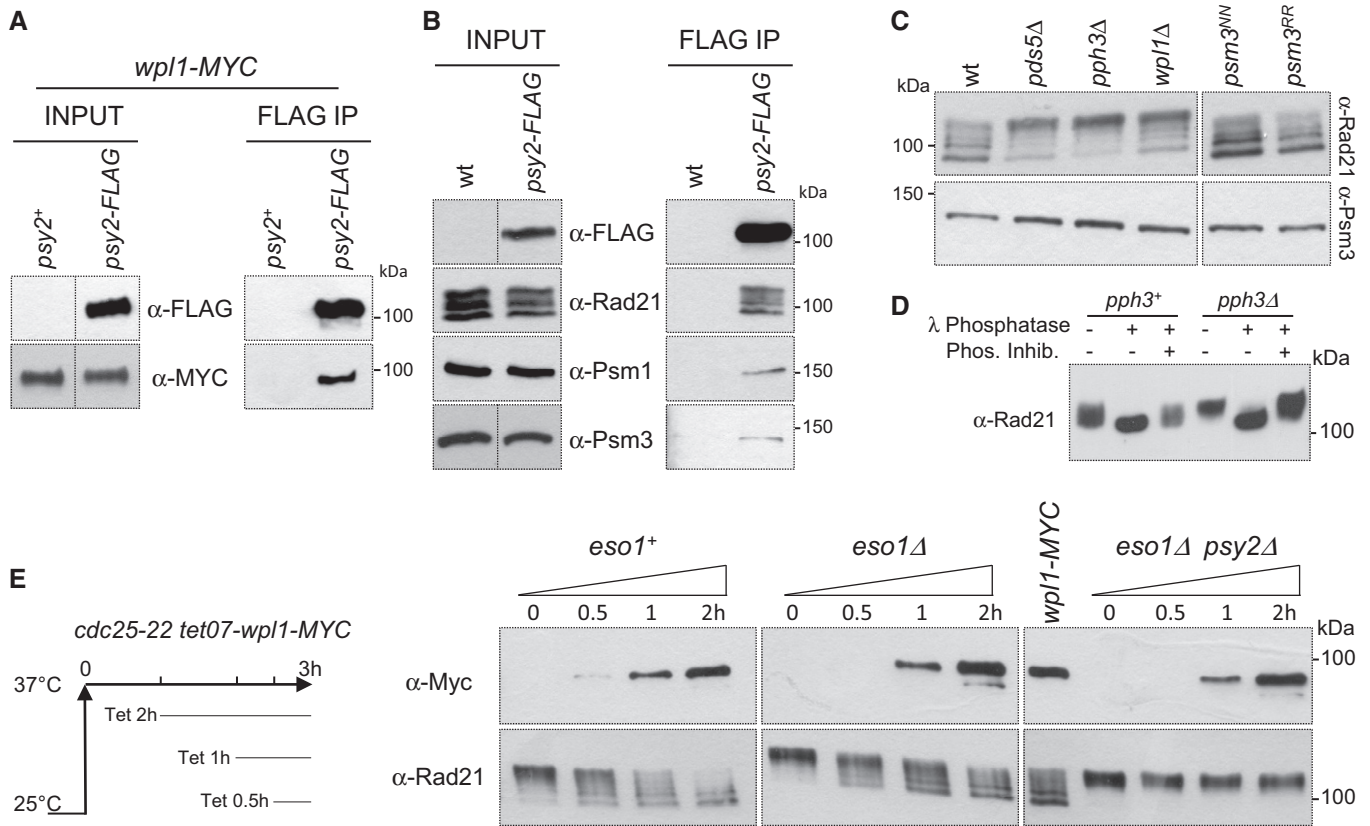 A
wpl1-MYC
INPUT
FLAG IP
psy2+
psy2-FLAG
psy2+
psy2-FLAG
kDa
α-FLAG
100
α-MYC
100
B
INPUT
FLAG IP
wt
psy2-FLAG
wt
psy2-FLAG
kDa
α-FLAG
100
α-Rad21
100
α-Psm1
150
α-Psm3
150
C
wt
pds5Δ
pph3Δ
wpl1Δ
psm3NN
psm3RR
kDa
100
α-Rad21
150
α-Psm3
D
pph3+ pph3Δ
λ Phosphatase - + + - + +
Phos. Inhib. - - + - - +
kDa
α-Rad21
100
E
cdc25-22 tet07-wpl1-MYC
0 3h
37°C
Tet 2h
Tet 1h
Tet 0.5h
25°C
eso1+ eso1Δ wpl1-MYC eso1Δ psy2Δ
0 0.5 1 2h 0 0.5 1 2h 0 0.5 1 2h
kDa
α-Myc
100
α-Rad21
100